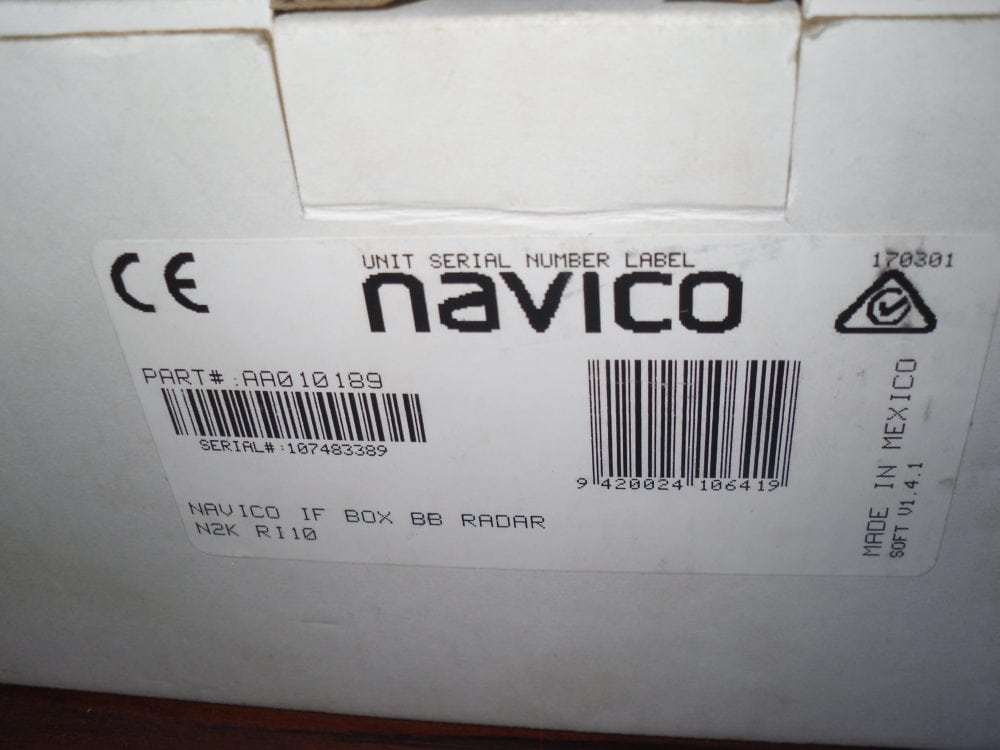 CE
UNIT SERIAL NUMBER LABEL
170301
navico
PART# :AA010189
SERIAL#:107483389
9 420024 106419
NAVICO IF BOX BB RADAR
N2K RI10
MADE IN MEXICO
SOFT V1.4.1